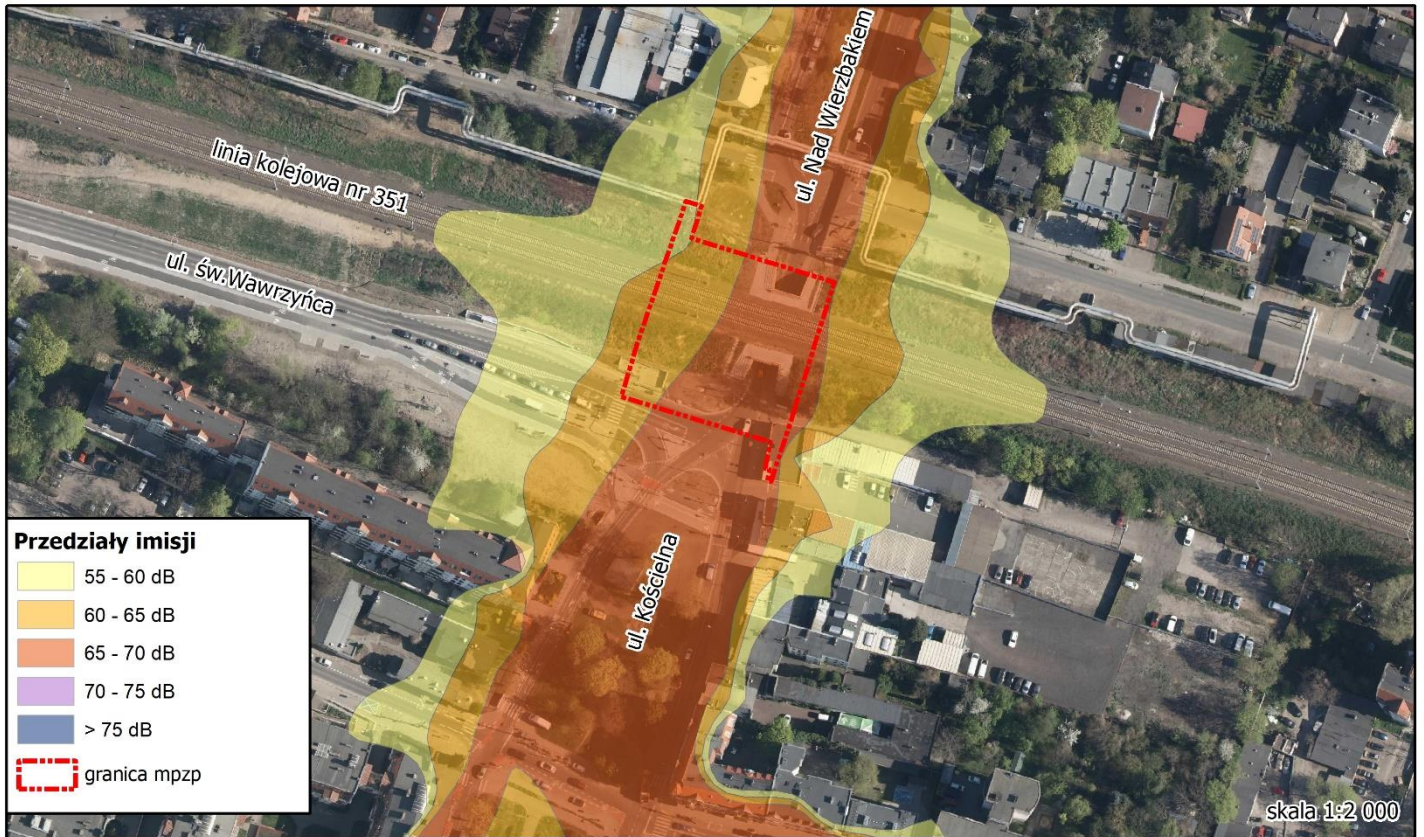 ul. Nad Wierzbakiem
linia kolejowa nr 351
ul. św.Wawrzyńca
ul. Kościelna
Przedziały imisji
55 - 60 dB
60 - 65 dB
65 - 70 dB
70 - 75 dB
> 75 dB
granica mpzp
skala 1:2 000